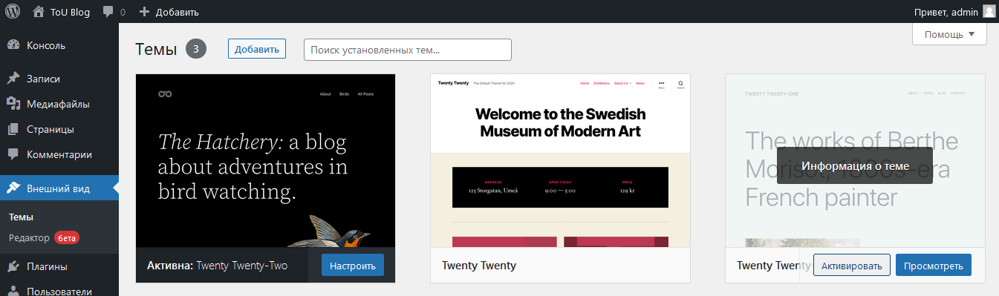 ToU Blog
0
Добавить
Привет, admin
Консоль
Записи
Медиафайлы
Страницы
Комментарии
Внешний вид
Темы
Редактор бета
Плагины
Пользователи
Темы 3
Добавить
Поиск установленных тем...
Помощь
About Birds All Posts
The Hatchery: a blog
about adventures in
bird watching.
Активна: Twenty Twenty-Two
Настроить
Twenty Twenty The Default Theme for 2020
Home Exhibitions About Us News
Menu Search
Welcome to the Swedish
Museum of Modern Art
ADDRESS OPEN TODAY PRICE
123 Storgatan, Umeå 9:00 — 5:00 129 kr
Twenty Twenty
TWENTY TWENTY-ONE
ABOUT WORK BLOG CONTACT
The works of Berthe
Morisot, 1800s-era
French painter
Информация о теме
Twenty Twenty-
Активировать
Просмотреть